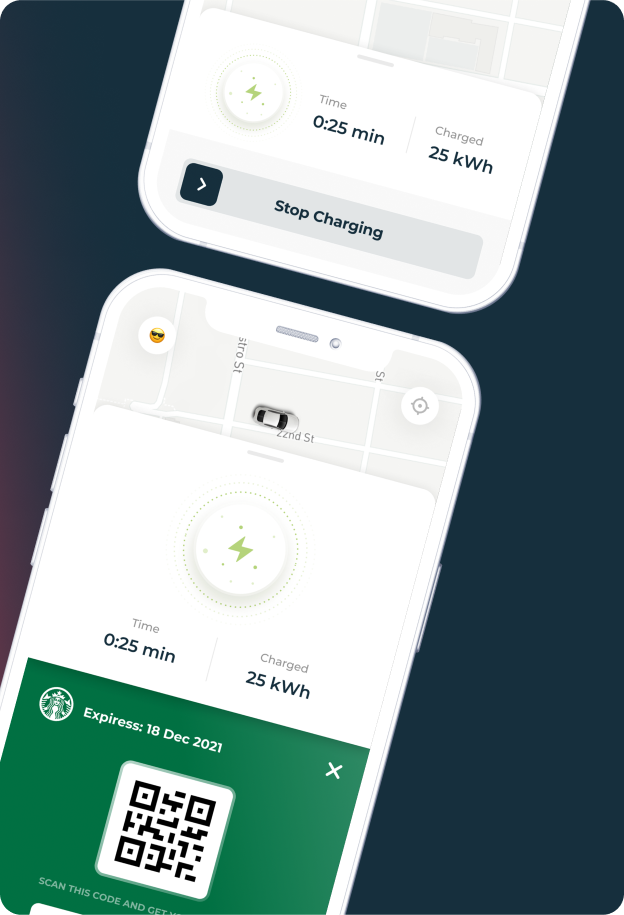 Time
0:25 min
Charged
25 kWh
Stop Charging
stro St
St
22nd St
Time
0:25 min
Charged
25 kWh
Expiress: 18 Dec 2021
SCAN THIS CODE AND GET